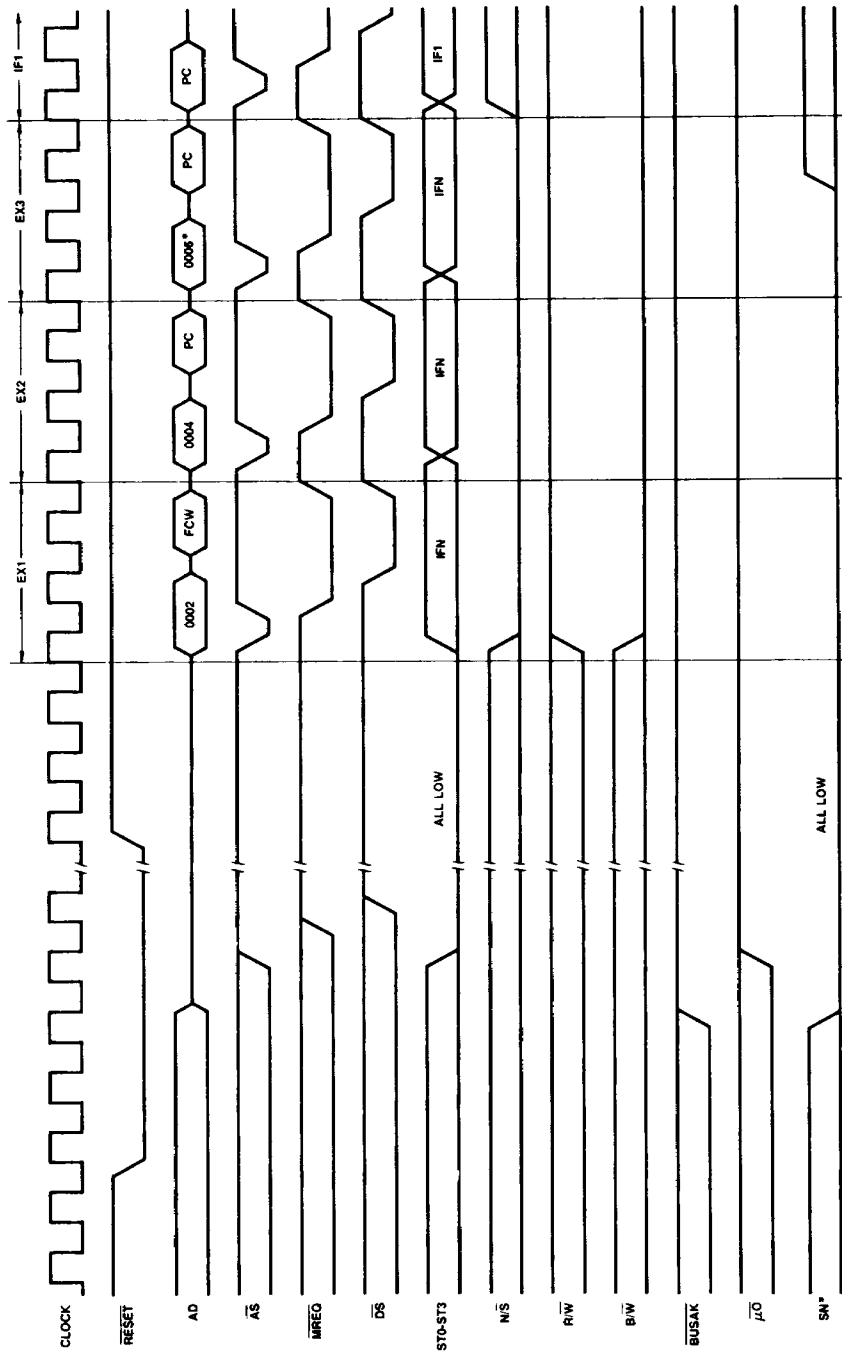 EX1 EX2 EX3 IF1
CLOCK
RESET
AD 0002 FCW 0004 PC 0006* PC PC
AS
MREQ
DS
ST0-ST3 ALL LOW IFN IFN IFN IF1
N/S
R/W
B/W
BUSAK
μO
SN* ALL LOW